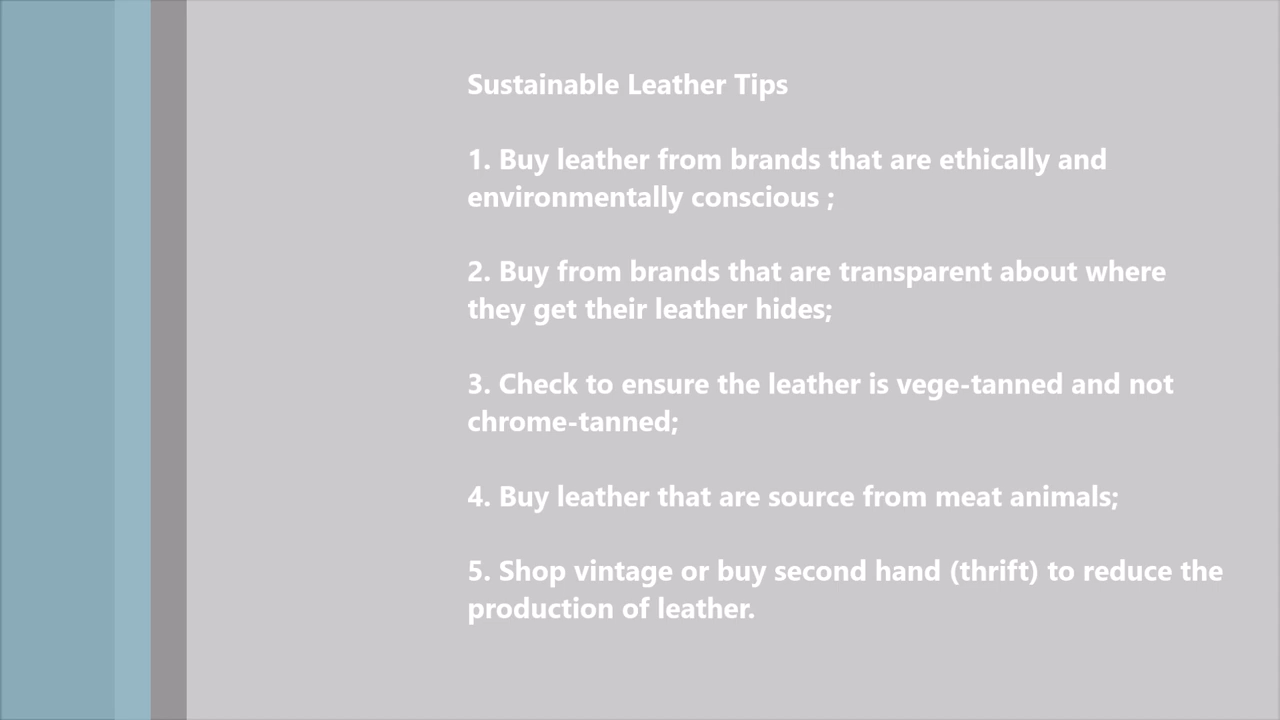 Sustainable Leather Tips
1. Buy leather from brands that are ethically and
environmentally conscious ;
2. Buy from brands that are transparent about where
they get their leather hides;
3. Check to ensure the leather is vege-tanned and not
chrome-tanned;
4. Buy leather that are source from meat animals;
5. Shop vintage or buy second hand (thrift) to reduce the
production of leather.